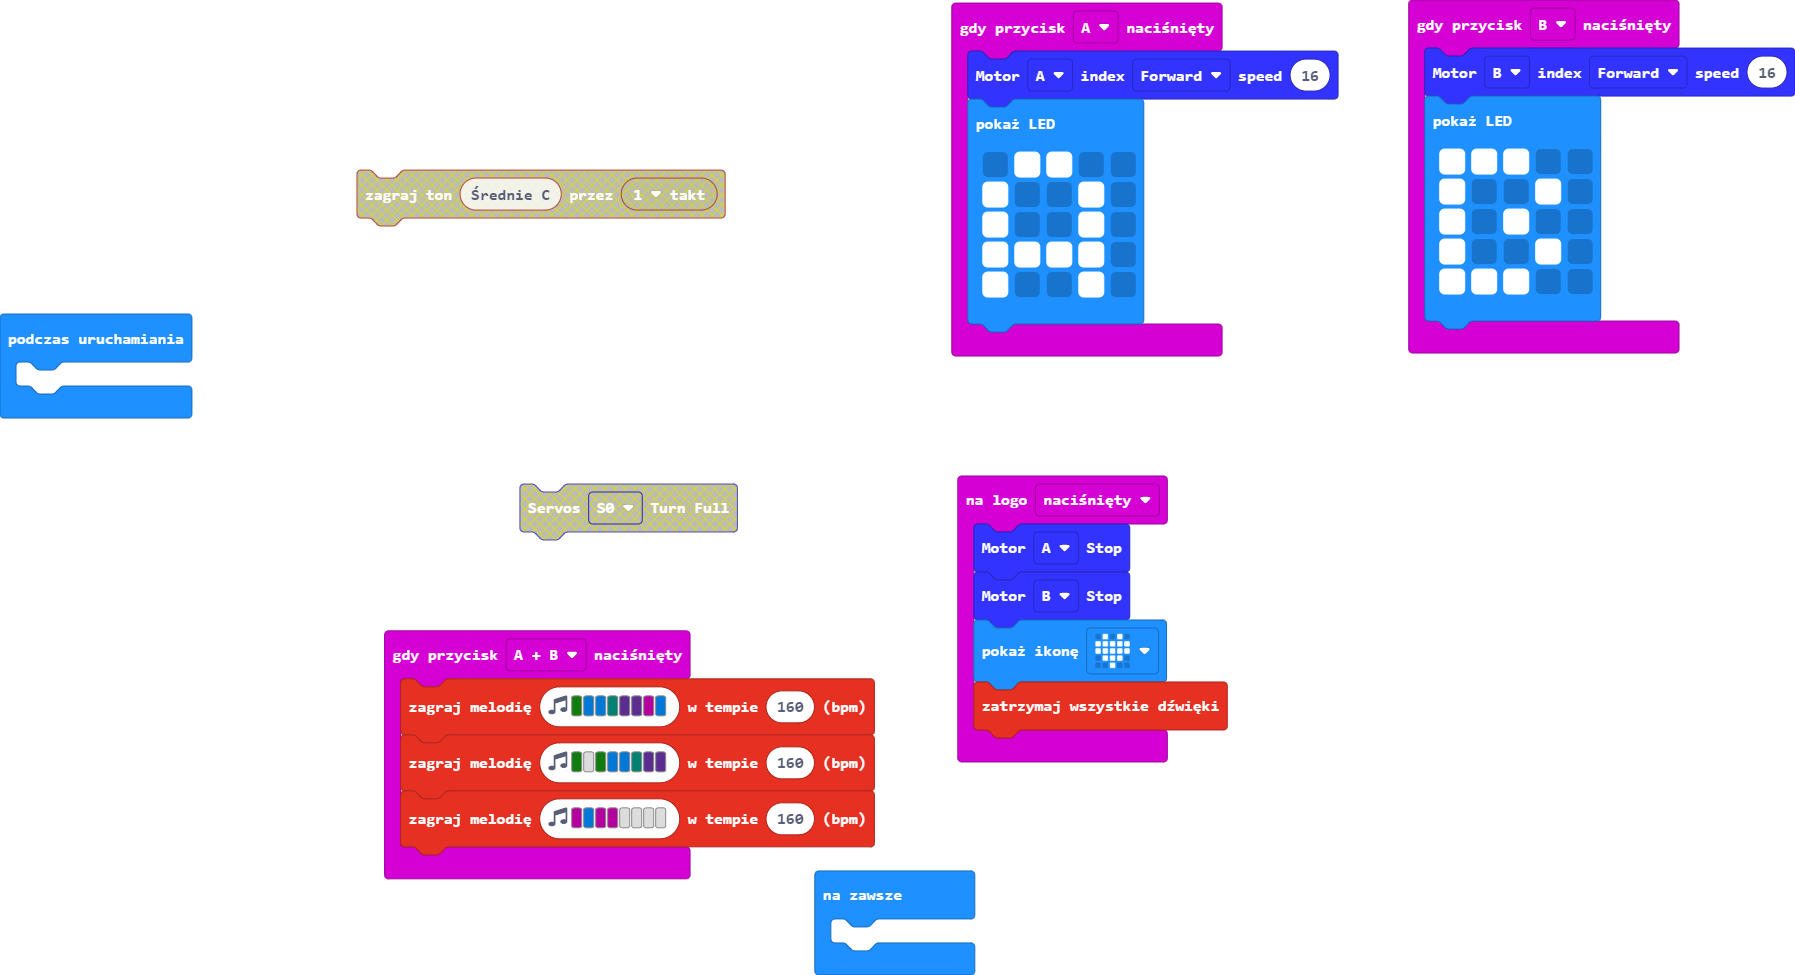 gdy przycisk A naciśnięty
Motor A index Forward speed 16
pokaż LED
gdy przycisk B naciśnięty
Motor B index Forward speed 16
pokaż LED
zagraj ton Średnie C przez 1 takt
podczas uruchamiania
Servos S0 Turn Full
na logo naciśnięty
Motor A Stop
Motor B Stop
pokaż ikonę
zatrzymaj wszystkie dźwięki
gdy przycisk A + B naciśnięty
zagraj melodię w tempie 160 (bpm)
zagraj melodię w tempie 160 (bpm)
zagraj melodię w tempie 160 (bpm)
na zawsze